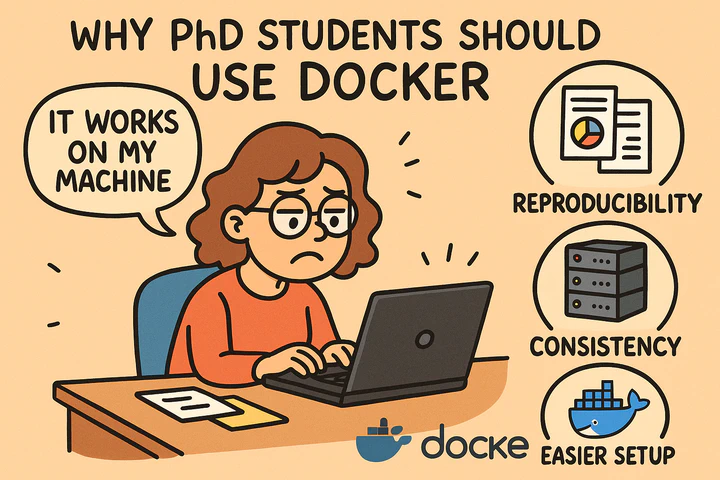 WHY PhD STUDENTS SHOULD
USE DOCKER
IT WORKS
ON MY
MACHINE
REPRODUCIBILITY
CONSISTENCY
EASIER SETUP
docke